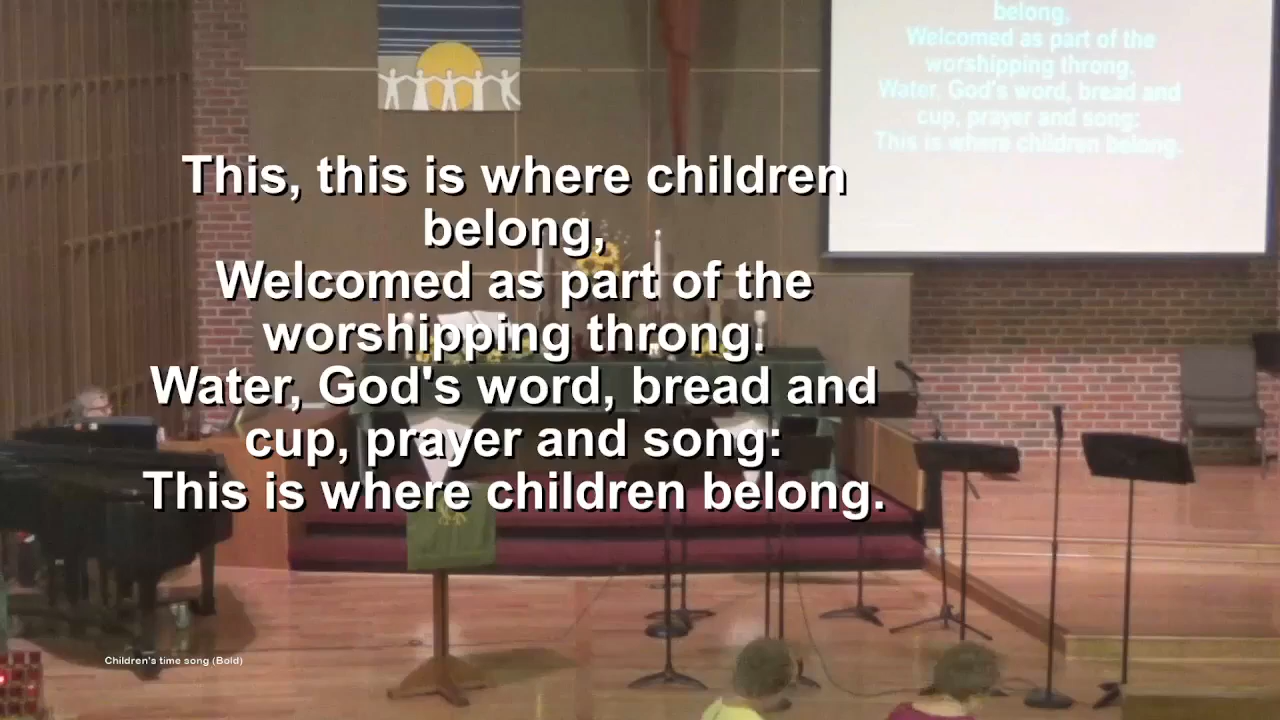 This, this is where children
belong,
Welcomed as part of the
worshipping throng.
Water, God's word, bread and
cup, prayer and song:
This is where children belong.
belong,
Welcomed as part of the
worshipping throng.
Water, God's word, bread and
cup, prayer and song:
This is where children belong.
Children's time song (Bold)